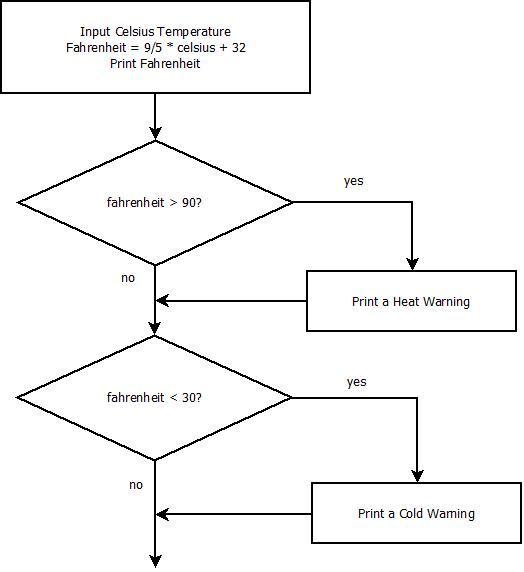 Input Celsius Temperature
Fahrenheit = 9/5 * celsius + 32
Print Fahrenheit
yes
fahrenheit > 90?
no
Print a Heat Warning
yes
fahrenheit < 30?
no
Print a Cold Warning